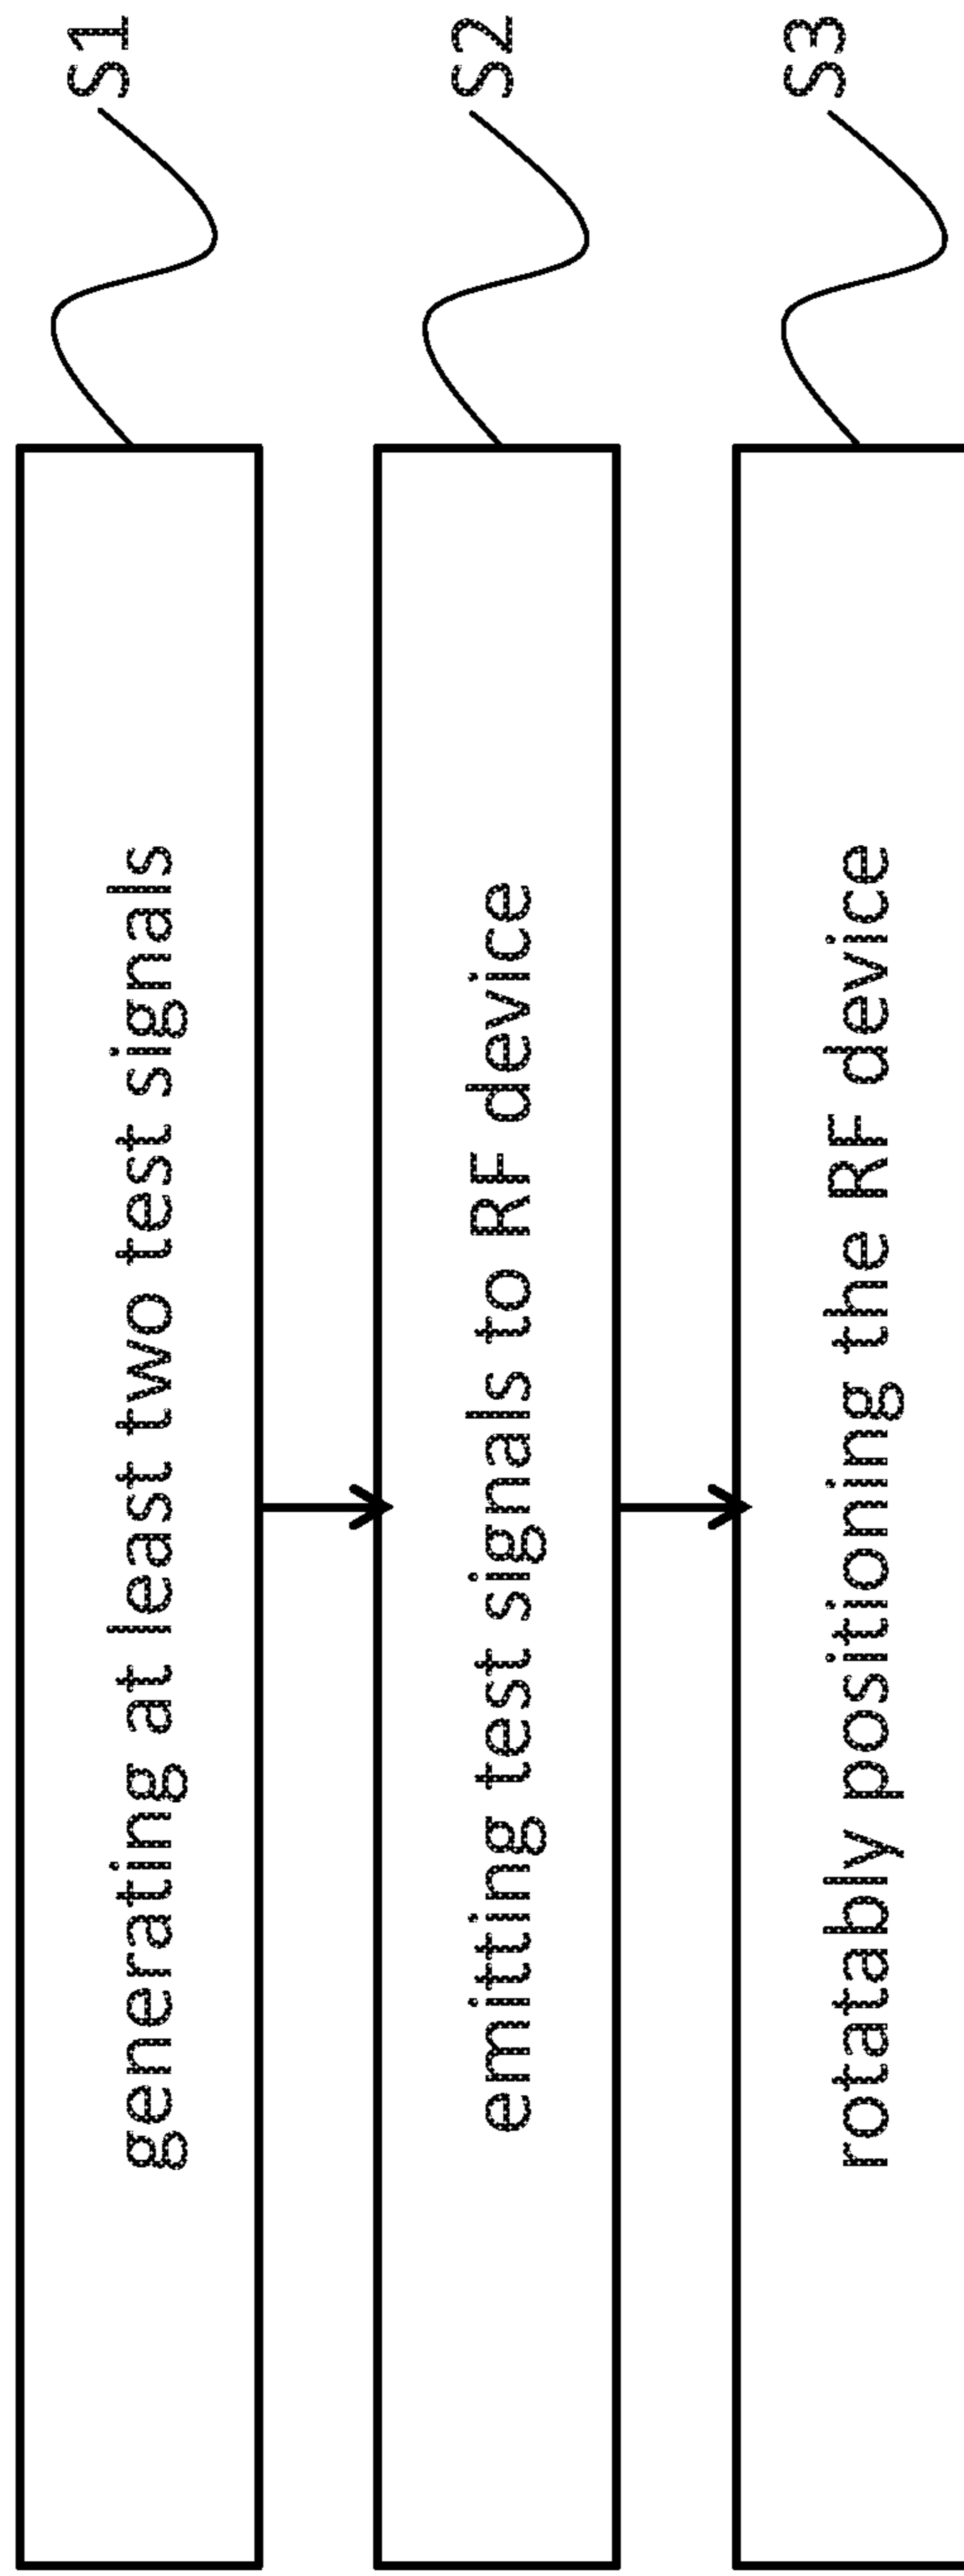 generating at least two test signals
S1
emitting test signals to RF device
S2
rotatably positioning the RF device
S3